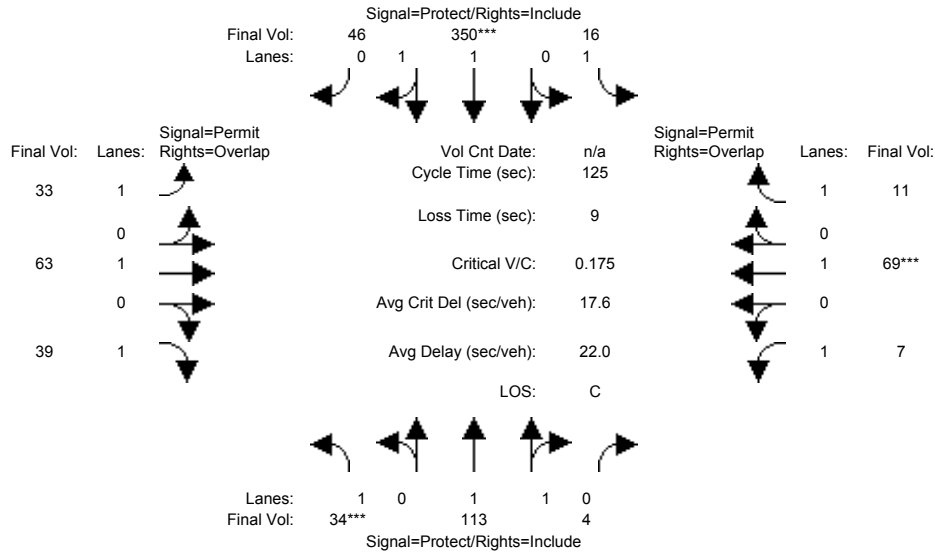 Signal=Protect/Rights=Include
Final Vol: 46 350*** 16
Lanes: 0 1 1 0 1
Signal=Permit
Final Vol: Lanes: Rights=Overlap
Vol Cnt Date: n/a
Signal=Permit
Rights=Overlap Lanes: Final Vol:
Cycle Time (sec): 125
33 1
1 11
Loss Time (sec): 9
0
0
63 1
Critical V/C: 0.175
1 69***
0
Avg Crit Del (sec/veh): 17.6
0
39 1
Avg Delay (sec/veh): 22.0
1 7
LOS: C
Lanes: 1 0 1 1 0
Final Vol: 34*** 113 4
Signal=Protect/Rights=Include